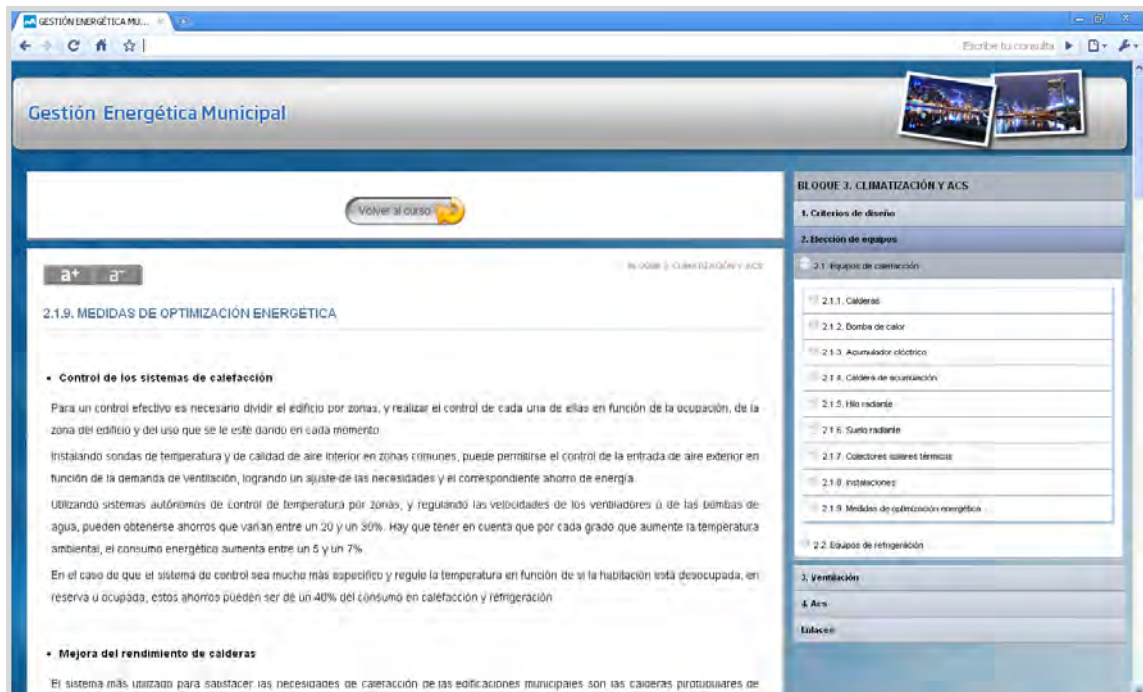 GESTIÓN ENERGÉTICA MU...
Escribe tu consulta
Gestión Energética Municipal
Volver al curso
a+ a-
BLOQUE 3. CLIMATIZACIÓN Y ACS
2.1.9. MEDIDAS DE OPTIMIZACIÓN ENERGÉTICA
• Control de los sistemas de calefacción
Para un control efectivo es necesario dividir el edificio por zonas, y realizar el control de cada una de ellas en función de la ocupación, de la
zona del edificio y del uso que se le esté dando en cada momento.
Instalando sondas de temperatura y de calidad de aire interior en zonas comunes, puede permitirse el control de la entrada de aire exterior en
función de la demanda de ventilación, logrando un ajuste de las necesidades y el correspondiente ahorro de energía.
Utilizando sistemas autónomos de control de temperatura por zonas, y regulando las velocidades de los ventiladores o de las bombas de
agua, pueden obtenerse ahorros que varían entre un 20 y un 30%. Hay que tener en cuenta que por cada grado que aumente la temperatura
ambiental, el consumo energético aumenta entre un 5 y un 7%
En el caso de que el sistema de control sea mucho más específico y regule la temperatura en función de si la habitación está desocupada, en
reserva u ocupada, estos ahorros pueden ser de un 40% del consumo en calefacción y refrigeración
• Mejora del rendimiento de calderas
El sistema más utilizado para satisfacer las necesidades de calefacción de las edificaciones municipales son las calderas pirotubulares de
BLOQUE 3. CLIMATIZACIÓN Y ACS
1. Criterios de diseño
2. Elección de equipos
2.1. Equipos de calefacción
2.1.1. Calderas
2.1.2. Bomba de calor
2.1.3. Acumulador eléctrico
2.1.4. Caldera de acumulación
2.1.5. Hilo radiante
2.1.6. Suelo radiante
2.1.7. Colectores solares térmicos
2.1.8. Instalaciones
2.1.9. Medidas de optimización energética
2.2. Equipos de refrigeración
3. Ventilación
4. Acs
Enlaces